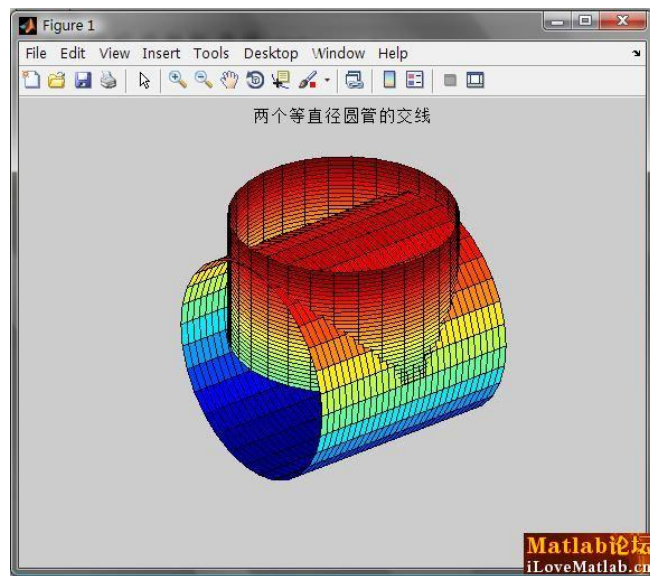 Figure 1
File Edit View Insert Tools Desktop Window Help
两个等直径圆管的交线
Matlab论坛
iLoveMatlab.cn